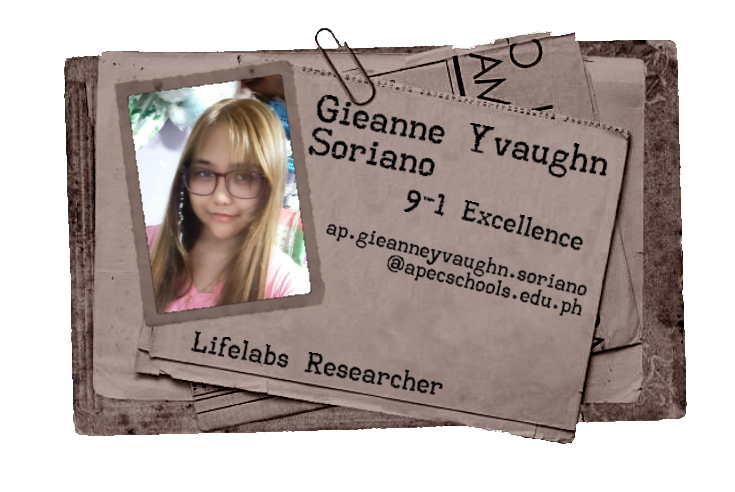 Gieanne Yvaughn
Soriano
9-1 Excellence
ap.gieanneyvaughn.soriano
@apecschools.edu.ph
Lifelabs Researcher